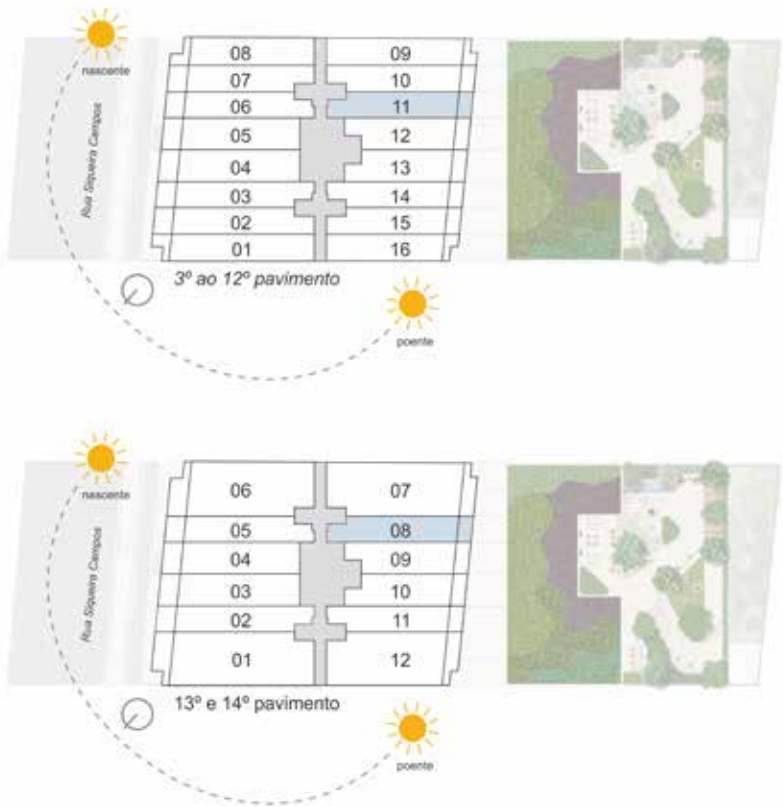 nascente
Rua Siqueira Campos
08 09
07 10
06 11
05 12
04 13
03 14
02 15
01 16
3º ao 12º pavimento
poente
nascente
Rua Siqueira Campos
06 07
05 08
04 09
03 10
02 11
01 12
13º e 14º pavimento
poente